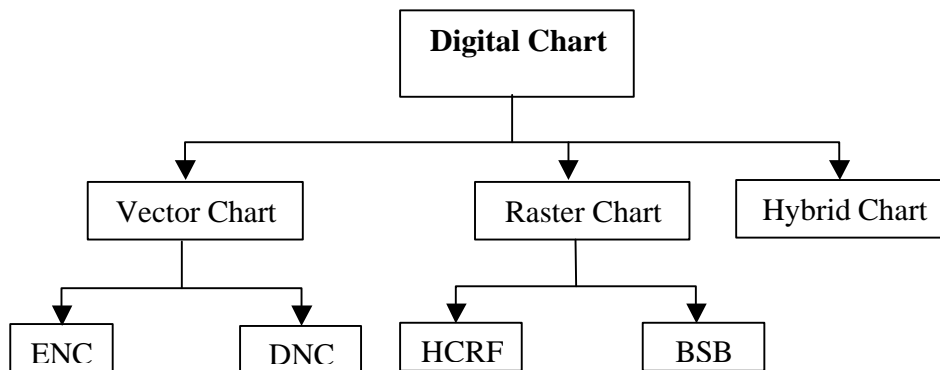 Digital Chart
Vector Chart
Raster Chart
Hybrid Chart
ENC
DNC
HCRF
BSB